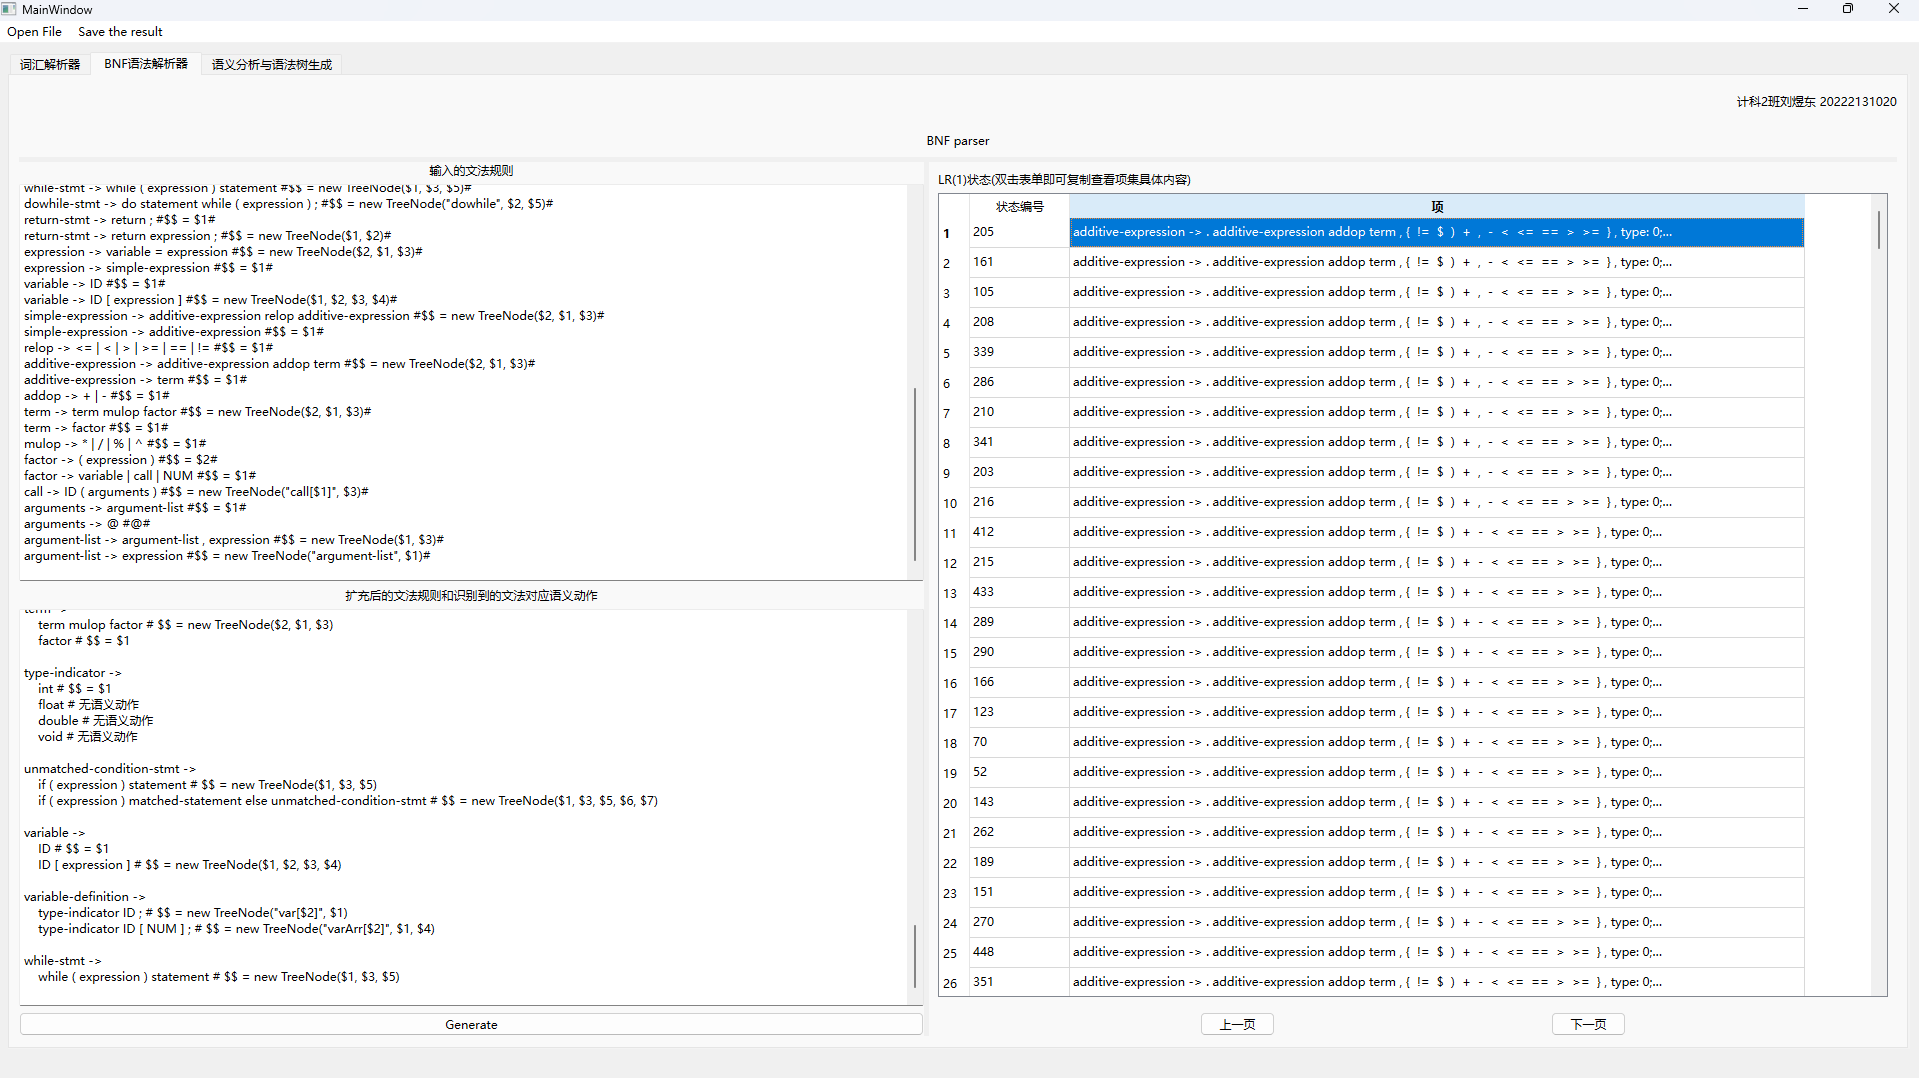 MainWindow
Open File Save the result
词汇解析器 BNF语法解析器 语义分析与语法树生成
计科2班刘煜东 20222131020
BNF parser
输入的文法规则
while-stmt -> while ( expression ) statement #$$ = new TreeNode($1, $3, $5)#
dowhile-stmt -> do statement while ( expression ) ; #$$ = new TreeNode("dowhile", $2, $5)#
return-stmt -> return ; #$$ = $1#
return-stmt -> return expression ; #$$ = new TreeNode($1, $2)#
expression -> variable = expression #$$ = new TreeNode($2, $1, $3)#
expression -> simple-expression #$$ = $1#
variable -> ID #$$ = $1#
variable -> ID [ expression ] #$$ = new TreeNode($1, $2, $3, $4)#
simple-expression -> additive-expression relop additive-expression #$$ = new TreeNode($2, $1, $3)#
simple-expression -> additive-expression #$$ = $1#
relop -> <= | < | > | >= | == | != #$$ = $1#
additive-expression -> additive-expression addop term #$$ = new TreeNode($2, $1, $3)#
additive-expression -> term #$$ = $1#
addop -> + | - #$$ = $1#
term -> term mulop factor #$$ = new TreeNode($2, $1, $3)#
term -> factor #$$ = $1#
mulop -> * | / | % | ^ #$$ = $1#
factor -> ( expression ) #$$ = $2#
factor -> variable | call | NUM #$$ = $1#
call -> ID ( arguments ) #$$ = new TreeNode("call[$1]", $3)#
arguments -> argument-list #$$ = $1#
arguments -> @ #@#
argument-list -> argument-list , expression #$$ = new TreeNode($1, $3)#
argument-list -> expression #$$ = new TreeNode("argument-list", $1)#
扩充后的文法规则和识别到的文法对应语义动作
term ->
term mulop factor # $$ = new TreeNode($2, $1, $3)
factor # $$ = $1
type-indicator ->
int # $$ = $1
float # 无语义动作
double # 无语义动作
void # 无语义动作
unmatched-condition-stmt ->
if ( expression ) statement # $$ = new TreeNode($1, $3, $5)
if ( expression ) matched-statement else unmatched-condition-stmt # $$ = new TreeNode($1, $3, $5, $6, $7)
variable ->
ID # $$ = $1
ID [ expression ] # $$ = new TreeNode($1, $2, $3, $4)
variable-definition ->
type-indicator ID ; # $$ = new TreeNode("var[$2]", $1)
type-indicator ID [ NUM ] ; # $$ = new TreeNode("varArr[$2]", $1, $4)
while-stmt ->
while ( expression ) statement # $$ = new TreeNode($1, $3, $5)
Generate
LR(1)状态(双击表单即可复制查看项集具体内容)
状态编号 项
1 205 additive-expression -> . additive-expression addop term , { != $ ) + , - < <= == > >= } , type: 0;...
2 161 additive-expression -> . additive-expression addop term , { != $ ) + , - < <= == > >= } , type: 0;...
3 105 additive-expression -> . additive-expression addop term , { != $ ) + , - < <= == > >= } , type: 0;...
4 208 additive-expression -> . additive-expression addop term , { != $ ) + , - < <= == > >= } , type: 0;...
5 339 additive-expression -> . additive-expression addop term , { != $ ) + , - < <= == > >= } , type: 0;...
6 286 additive-expression -> . additive-expression addop term , { != $ ) + , - < <= == > >= } , type: 0;...
7 210 additive-expression -> . additive-expression addop term , { != $ ) + , - < <= == > >= } , type: 0;...
8 341 additive-expression -> . additive-expression addop term , { != $ ) + , - < <= == > >= } , type: 0;...
9 203 additive-expression -> . additive-expression addop term , { != $ ) + , - < <= == > >= } , type: 0;...
10 216 additive-expression -> . additive-expression addop term , { != $ ) + , - < <= == > >= } , type: 0;...
11 412 additive-expression -> . additive-expression addop term , { != $ ) + - < <= == > >= } , type: 0;...
12 215 additive-expression -> . additive-expression addop term , { != $ ) + - < <= == > >= } , type: 0;...
13 433 additive-expression -> . additive-expression addop term , { != $ ) + - < <= == > >= } , type: 0;...
14 289 additive-expression -> . additive-expression addop term , { != $ ) + - < <= == > >= } , type: 0;...
15 290 additive-expression -> . additive-expression addop term , { != $ ) + - < <= == > >= } , type: 0;...
16 166 additive-expression -> . additive-expression addop term , { != $ ) + - < <= == > >= } , type: 0;...
17 123 additive-expression -> . additive-expression addop term , { != $ ) + - < <= == > >= } , type: 0;...
18 70 additive-expression -> . additive-expression addop term , { != $ ) + - < <= == > >= } , type: 0;...
19 52 additive-expression -> . additive-expression addop term , { != $ ) + - < <= == > >= } , type: 0;...
20 143 additive-expression -> . additive-expression addop term , { != $ ) + - < <= == > >= } , type: 0;...
21 262 additive-expression -> . additive-expression addop term , { != $ ) + - < <= == > >= } , type: 0;...
22 189 additive-expression -> . additive-expression addop term , { != $ ) + - < <= == > >= } , type: 0;...
23 151 additive-expression -> . additive-expression addop term , { != $ ) + - < <= == > >= } , type: 0;...
24 270 additive-expression -> . additive-expression addop term , { != $ ) + - < <= == > >= } , type: 0;...
25 448 additive-expression -> . additive-expression addop term , { != $ ) + - < <= == > >= } , type: 0;...
26 351 additive-expression -> . additive-expression addop term , { != $ ) + - < <= == > >= } , type: 0;...
上一页 下一页